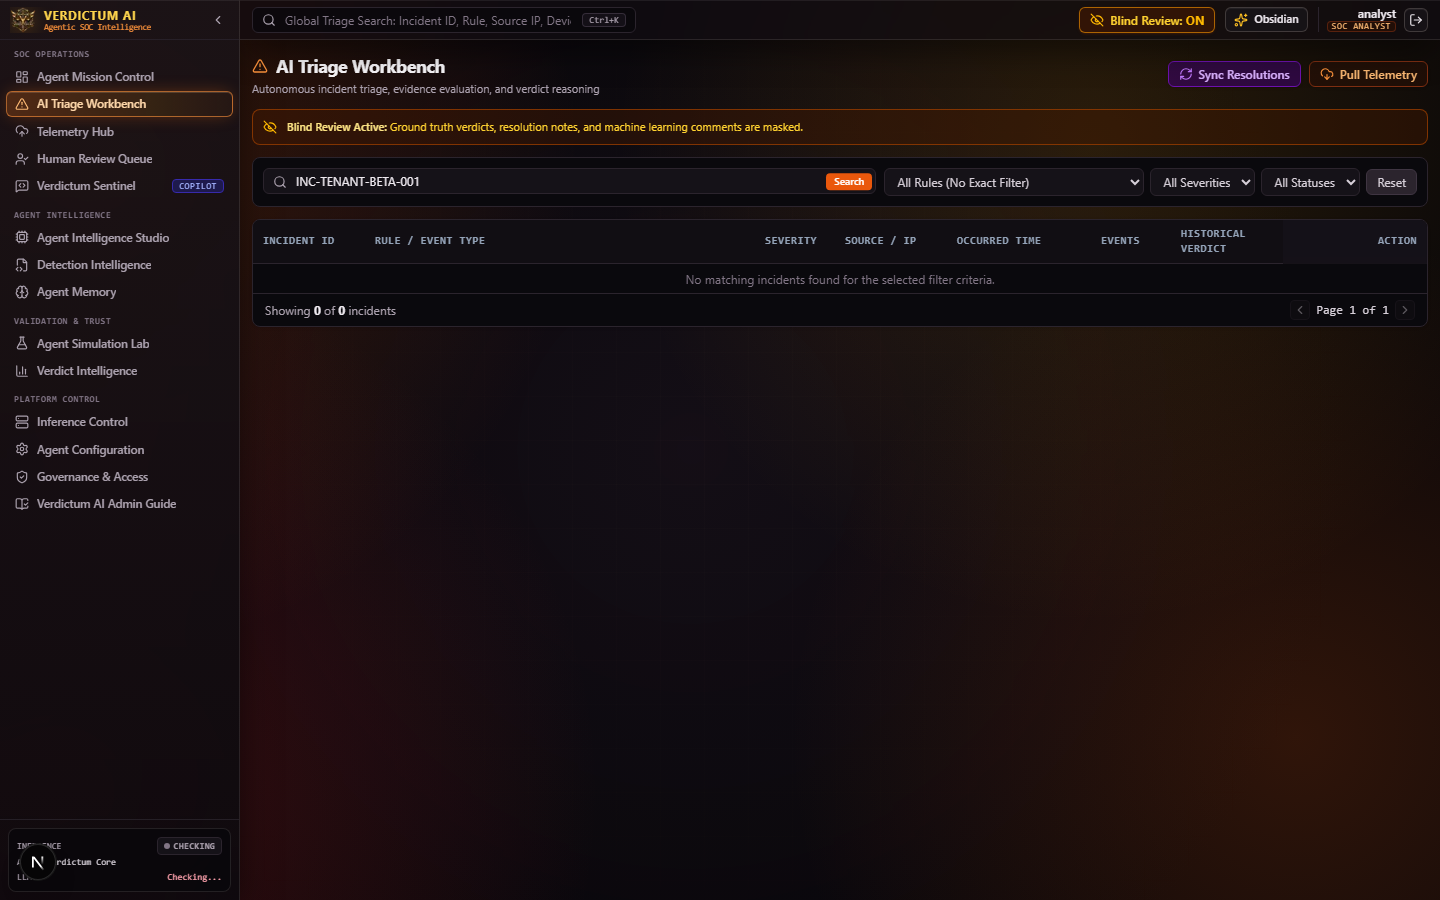 VERDICTUM AI
Agentic SOC Intelligence
Global Triage Search: Incident ID, Rule, Source IP, Devi
Ctrl+K
Blind Review: ON
Obsidian
analyst
SOC ANALYST
SOC OPERATIONS
Agent Mission Control
AI Triage Workbench
Telemetry Hub
Human Review Queue
Verdictum Sentinel
COPILOT
AGENT INTELLIGENCE
Agent Intelligence Studio
Detection Intelligence
Agent Memory
VALIDATION & TRUST
Agent Simulation Lab
Verdict Intelligence
PLATFORM CONTROL
Inference Control
Agent Configuration
Governance & Access
Verdictum AI Admin Guide
CHECKING
rdictum Core
Checking...
N
AI Triage Workbench
Autonomous incident triage, evidence evaluation, and verdict reasoning
Sync Resolutions
Pull Telemetry
Blind Review Active: Ground truth verdicts, resolution notes, and machine learning comments are masked.
INC-TENANT-BETA-001
Search
All Rules (No Exact Filter)
All Severities
All Statuses
Reset
INCIDENT ID
RULE / EVENT TYPE
SEVERITY
SOURCE / IP
OCCURRED TIME
EVENTS
HISTORICAL
VERDICT
ACTION
No matching incidents found for the selected filter criteria.
Showing 0 of 0 incidents
Page 1 of 1